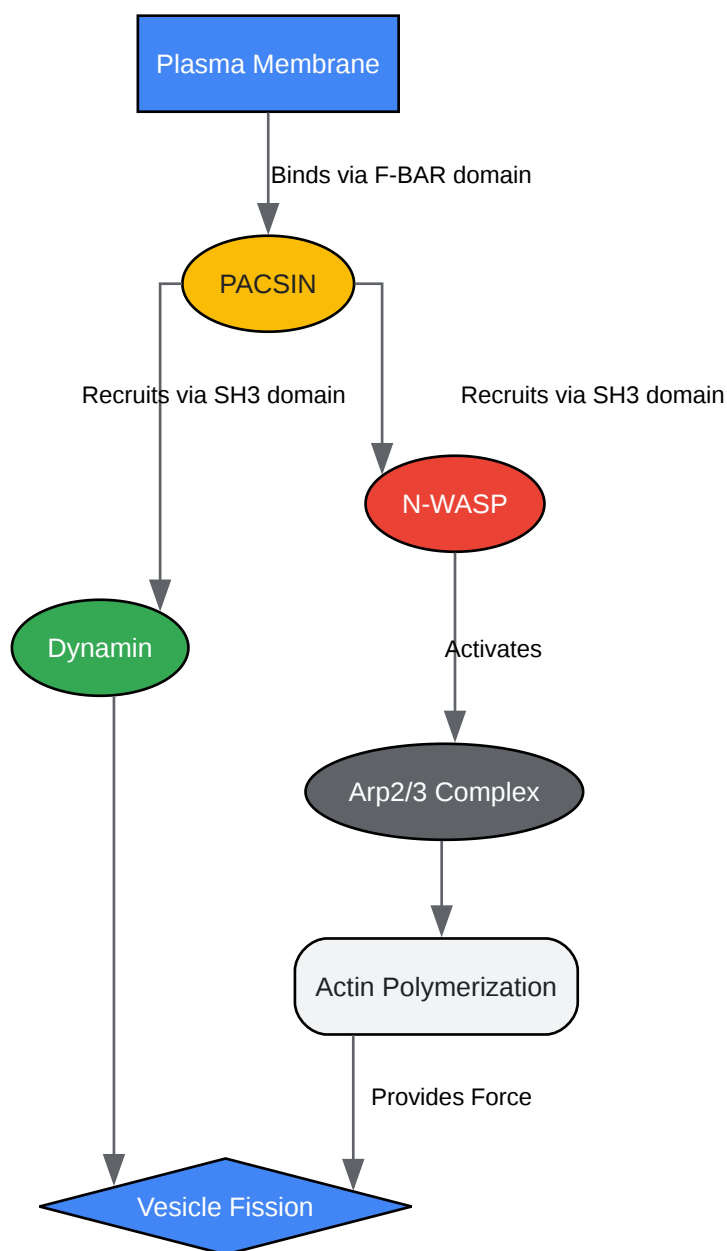 Plasma Membrane
Binds via F-BAR domain
PACSIN
Recruits via SH3 domain
Recruits via SH3 domain
N-WASP
Dynamin
Activates
Arp2/3 Complex
Actin Polymerization
Provides Force
Vesicle Fission